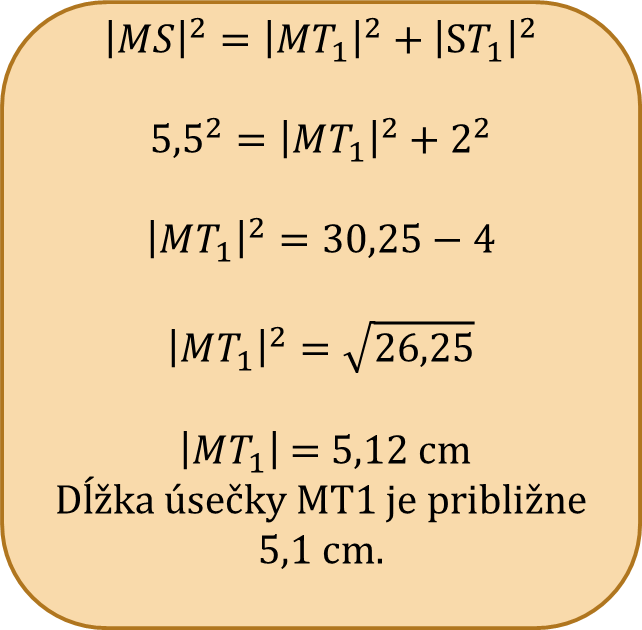 |MS|² = |MT₁|² + |ST₁|²
5,5² = |MT₁|² + 2²
|MT₁|² = 30,25 − 4
|MT₁|² = √26,25
|MT₁| = 5,12 cm
Dĺžka úsečky MT1 je približne
5,1 cm.